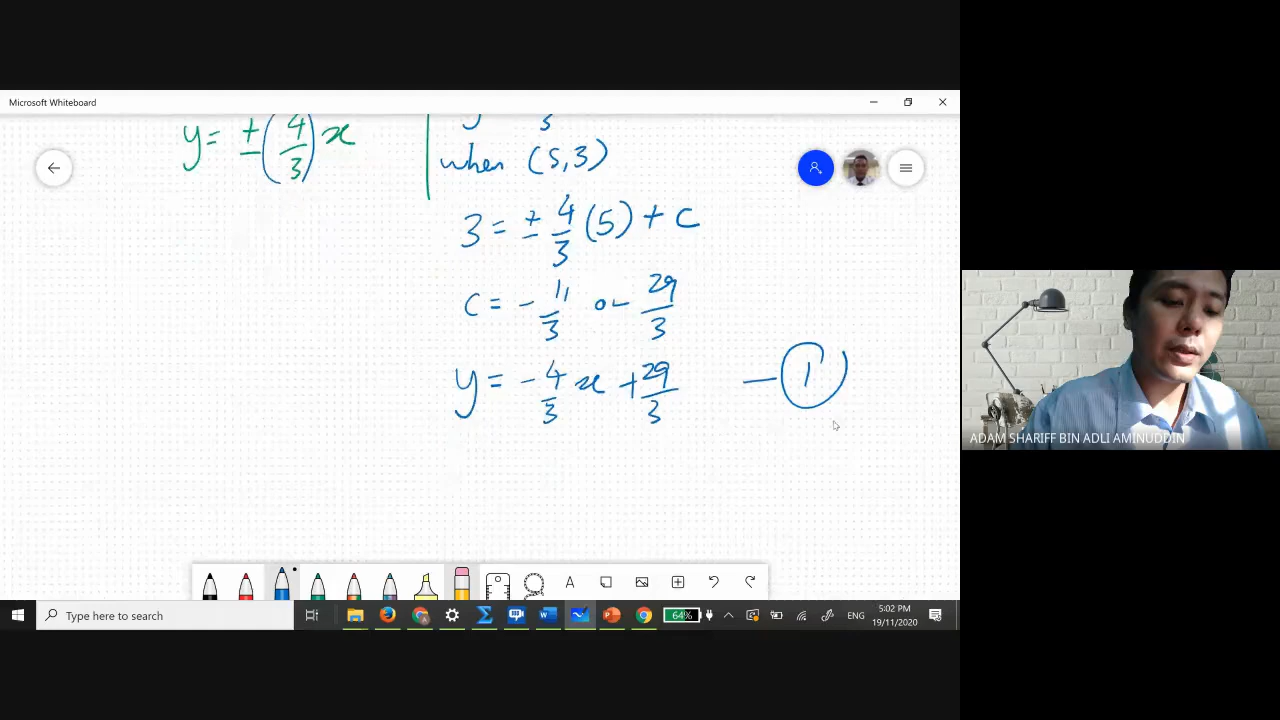 Microsoft Whiteboard
y = ± (4/3) x
y 3
when (5,3)
3 = ± 4/3 (5) + c
c = - 11/3 or 29/3
y = - 4/3 x + 29/3 — 1
ADAM SHARIFF BIN ADLI AMINUDDIN
A
Type here to search
64%
ENG
5:02 PM
19/11/2020